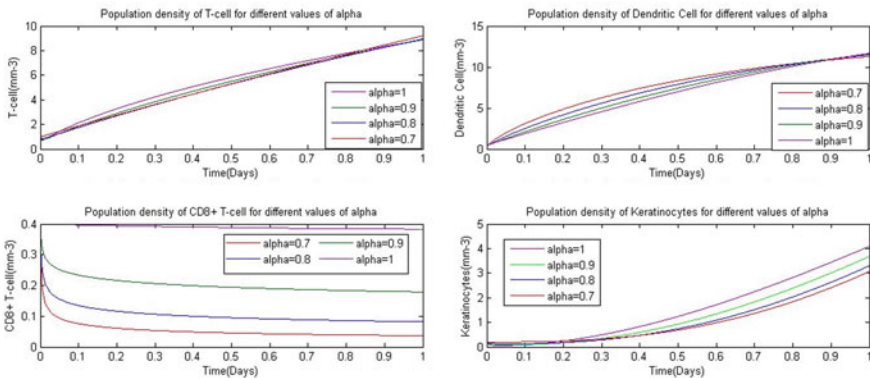 Population density of T-cell for different values of alpha
T-cell(mm-3)
10
8
6
4
2
0
alpha=1
alpha=0.9
alpha=0.8
alpha=0.7
0 0.1 0.2 0.3 0.4 0.5 0.6 0.7 0.8 0.9 1
Time(Days)
Population density of Dendritic Cell for different values of alpha
Dendritic Cell(mm-3)
15
10
5
0
alpha=0.7
alpha=0.8
alpha=0.9
alpha=1
0 0.1 0.2 0.3 0.4 0.5 0.6 0.7 0.8 0.9 1
Time(Days)
Population density of CD8+ T-cell for different values of alpha
CD8+ T-cell(mm-3)
0.4
0.3
0.2
0.1
0
alpha=0.7 alpha=0.9
alpha=0.8 alpha=1
0 0.1 0.2 0.3 0.4 0.5 0.6 0.7 0.8 0.9 1
Time(Days)
Population density of Keratinocytes for different values of alpha
Keratinocytes(mm-3)
5
4
3
2
1
0
alpha=1
alpha=0.9
alpha=0.8
alpha=0.7
0 0.1 0.2 0.3 0.4 0.5 0.6 0.7 0.8 0.9 1
Time(Days)